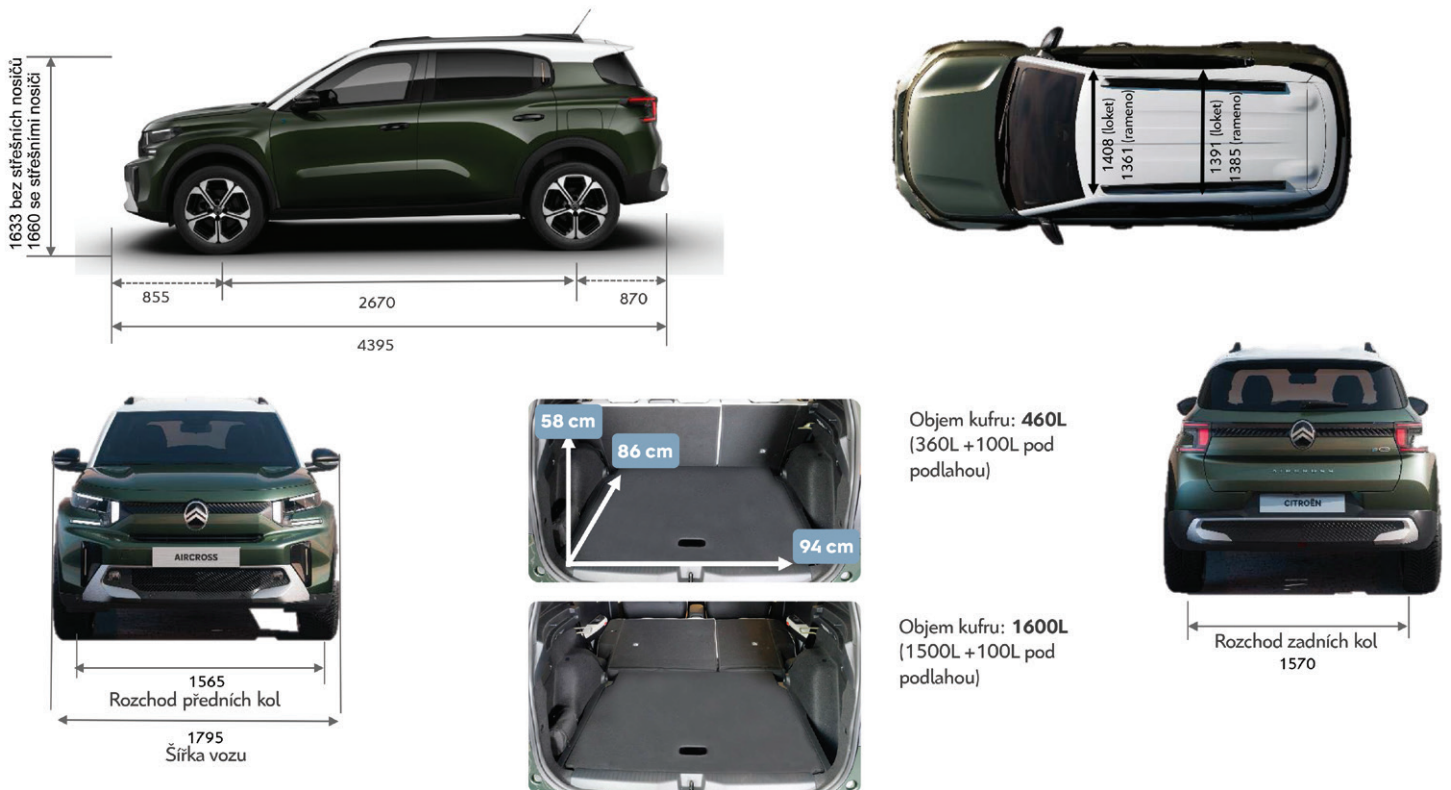 1633 bez střešních nosičů
1660 se střešními nosiči
855
2670
870
4395
1408 (loket)
1361 (rameno)
1391 (loket)
1385 (rameno)
AIRCROSS
1565
Rozchod předních kol
1795
Šířka vozu
58 cm
86 cm
94 cm
Objem kufru: 460L
(360L +100L pod
podlahou)
Objem kufru: 1600L
(1500L +100L pod
podlahou)
AIRCROSS
CITROËN
Rozchod zadních kol
1570